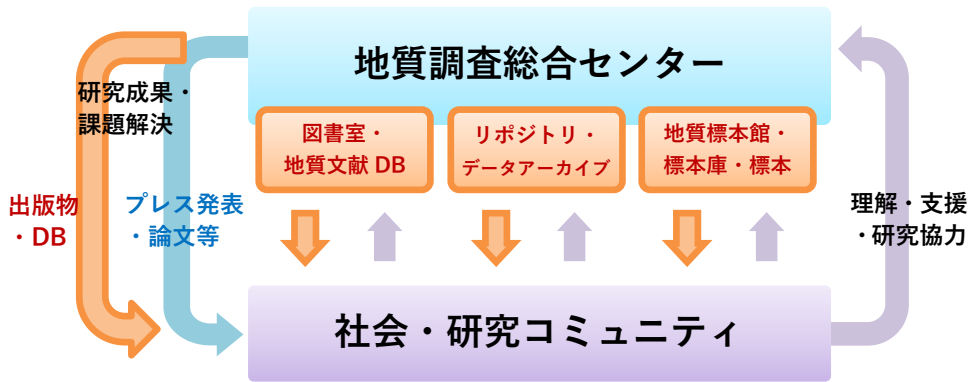 地質調査総合センター
研究成果・
課題解決
図書室・
地質文献 DB
リポジトリ・
データアーカイブ
地質標本館・
標本庫・標本
出版物
・DB
プレス発表
・論文等
理解・支援
・研究協力
社会・研究コミュニティ